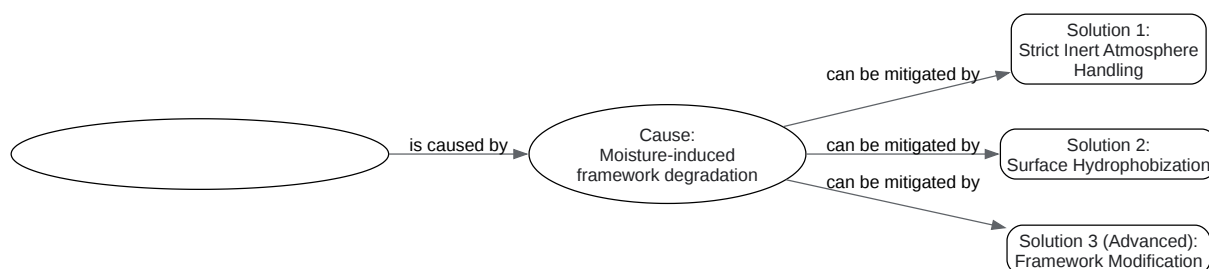 is caused by
Cause:
Moisture-induced
framework degradation
can be mitigated by
can be mitigated by
can be mitigated by
Solution 1:
Strict Inert Atmosphere
Handling
Solution 2:
Surface Hydrophobization
Solution 3 (Advanced):
Framework Modification